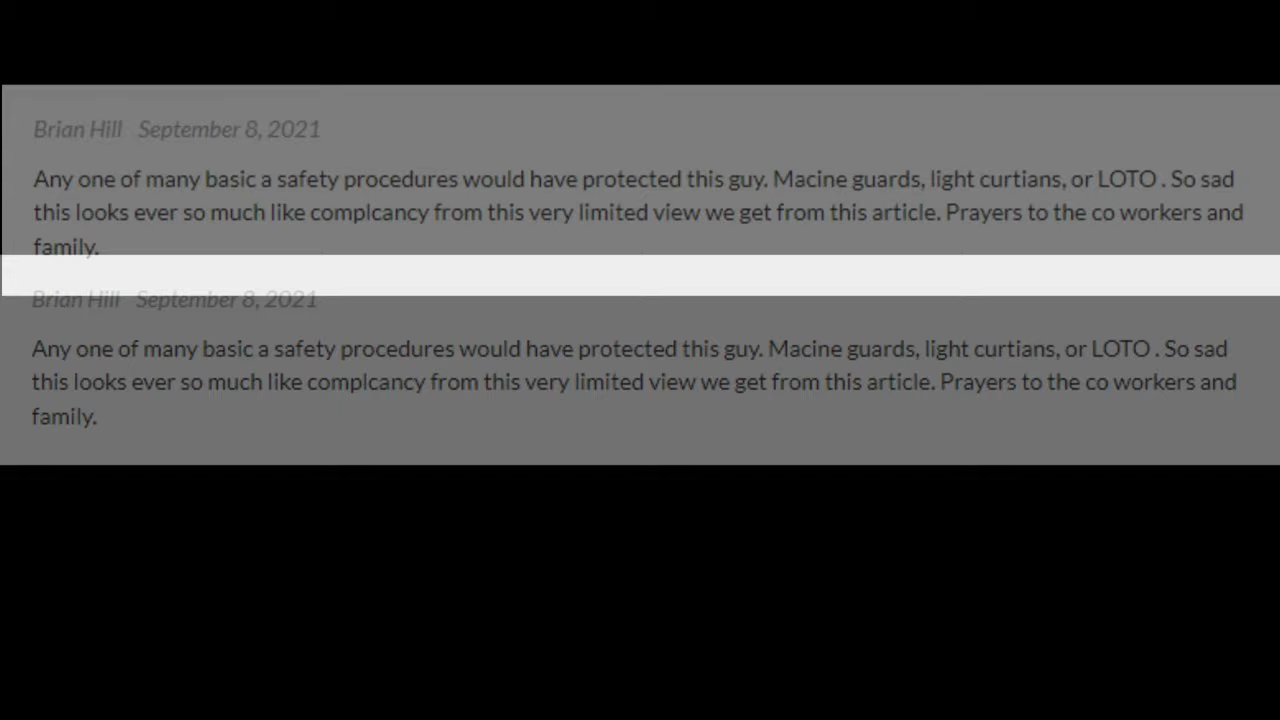 Brian Hill September 8, 2021
Any one of many basic a safety procedures would have protected this guy. Macine guards, light curtians, or LOTO . So sad
this looks ever so much like complcancy from this very limited view we get from this article. Prayers to the co workers and
family.
Brian Hill September 8, 2021
Any one of many basic a safety procedures would have protected this guy. Macine guards, light curtians, or LOTO . So sad
this looks ever so much like complcancy from this very limited view we get from this article. Prayers to the co workers and
family.